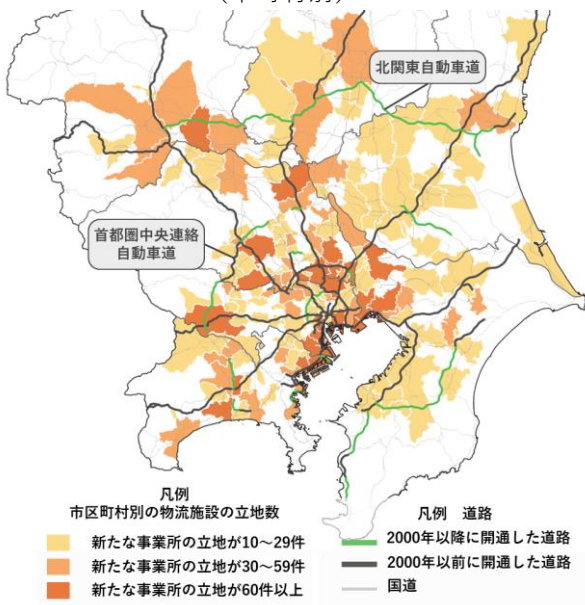 北関東自動車道
首都圏中央連絡
自動車道
凡例
市区町村別の物流施設の立地数
新たな事業所の立地が10～29件
新たな事業所の立地が30～59件
新たな事業所の立地が60件以上
凡例　道路
2000年以降に開通した道路
2000年以前に開通した道路
国道